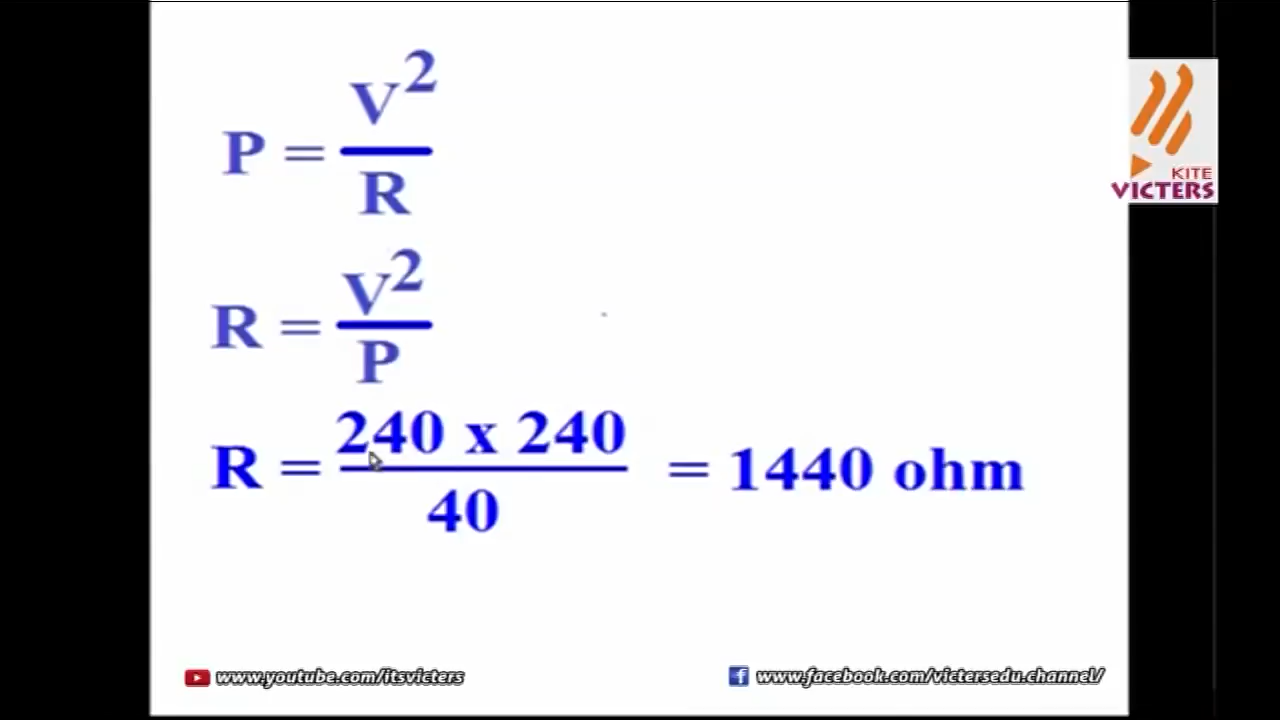 P = V²
R
R = V²
P
R = 240 x 240
40
= 1440 ohm
KITE
VICTERS
www.youtube.com/itsvicters
www.facebook.com/victersedu.channel/